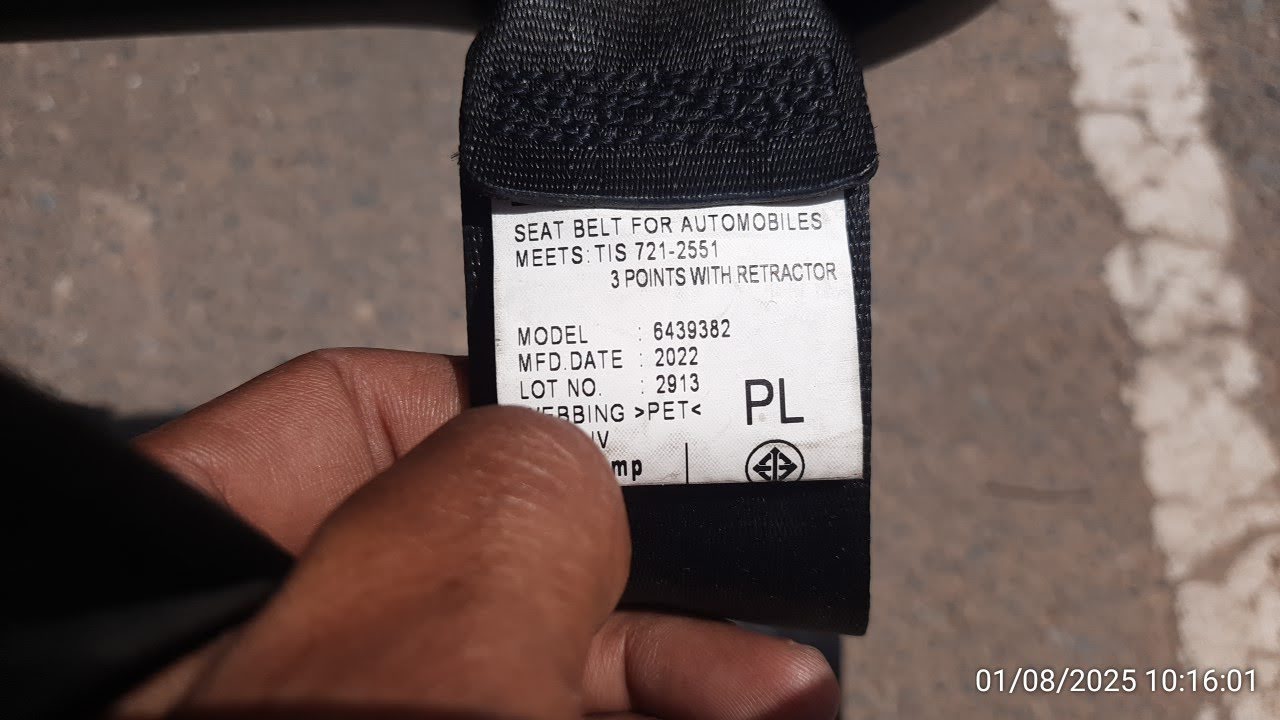 SEAT BELT FOR AUTOMOBILES
MEETS: TIS 721-2551
3 POINTS WITH RETRACTOR
MODEL : 6439382
MFD.DATE : 2022
LOT NO. : 2913
>PET<
PL
01/08/2025 10:16:01